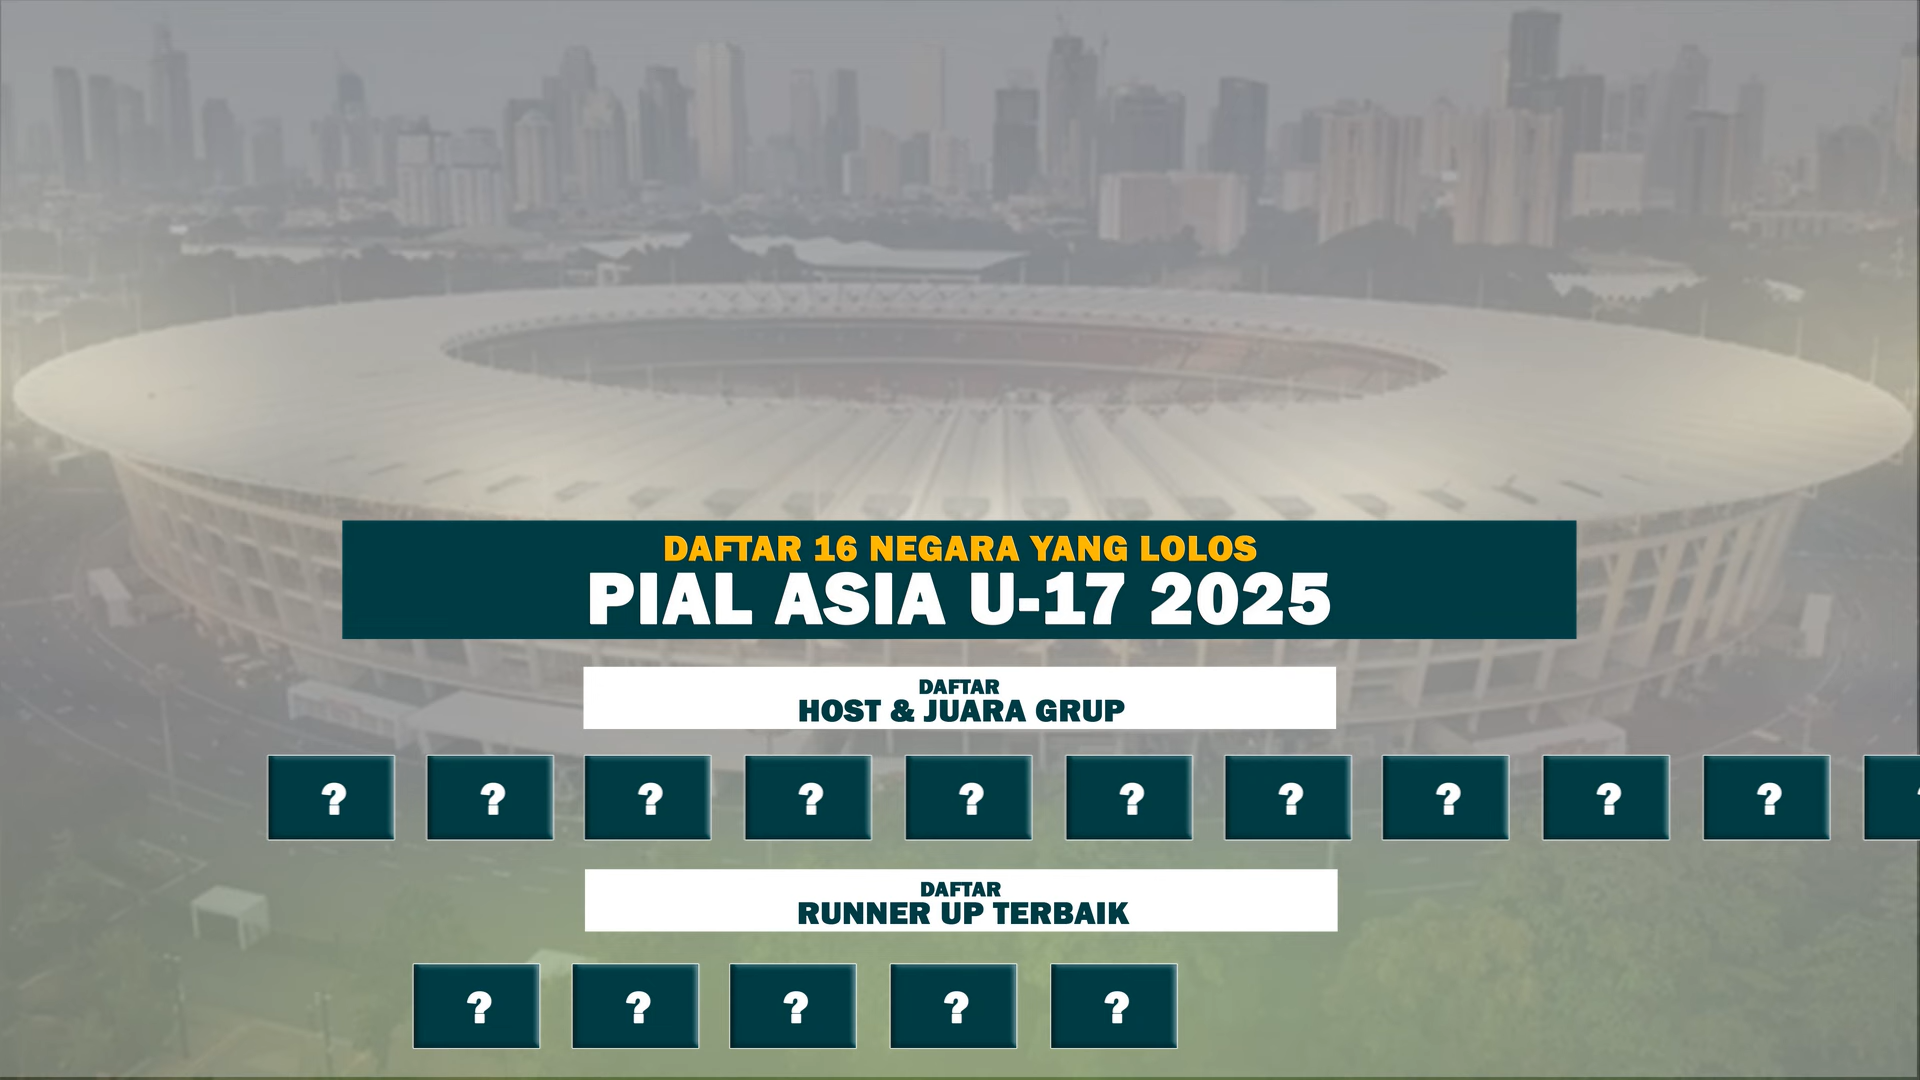 DAFTAR 16 NEGARA YANG LOLOS
PIAL ASIA U-17 2025
DAFTAR
HOST & JUARA GRUP
? ? ? ? ? ? ? ? ? ?
DAFTAR
RUNNER UP TERBAIK
? ? ? ? ?